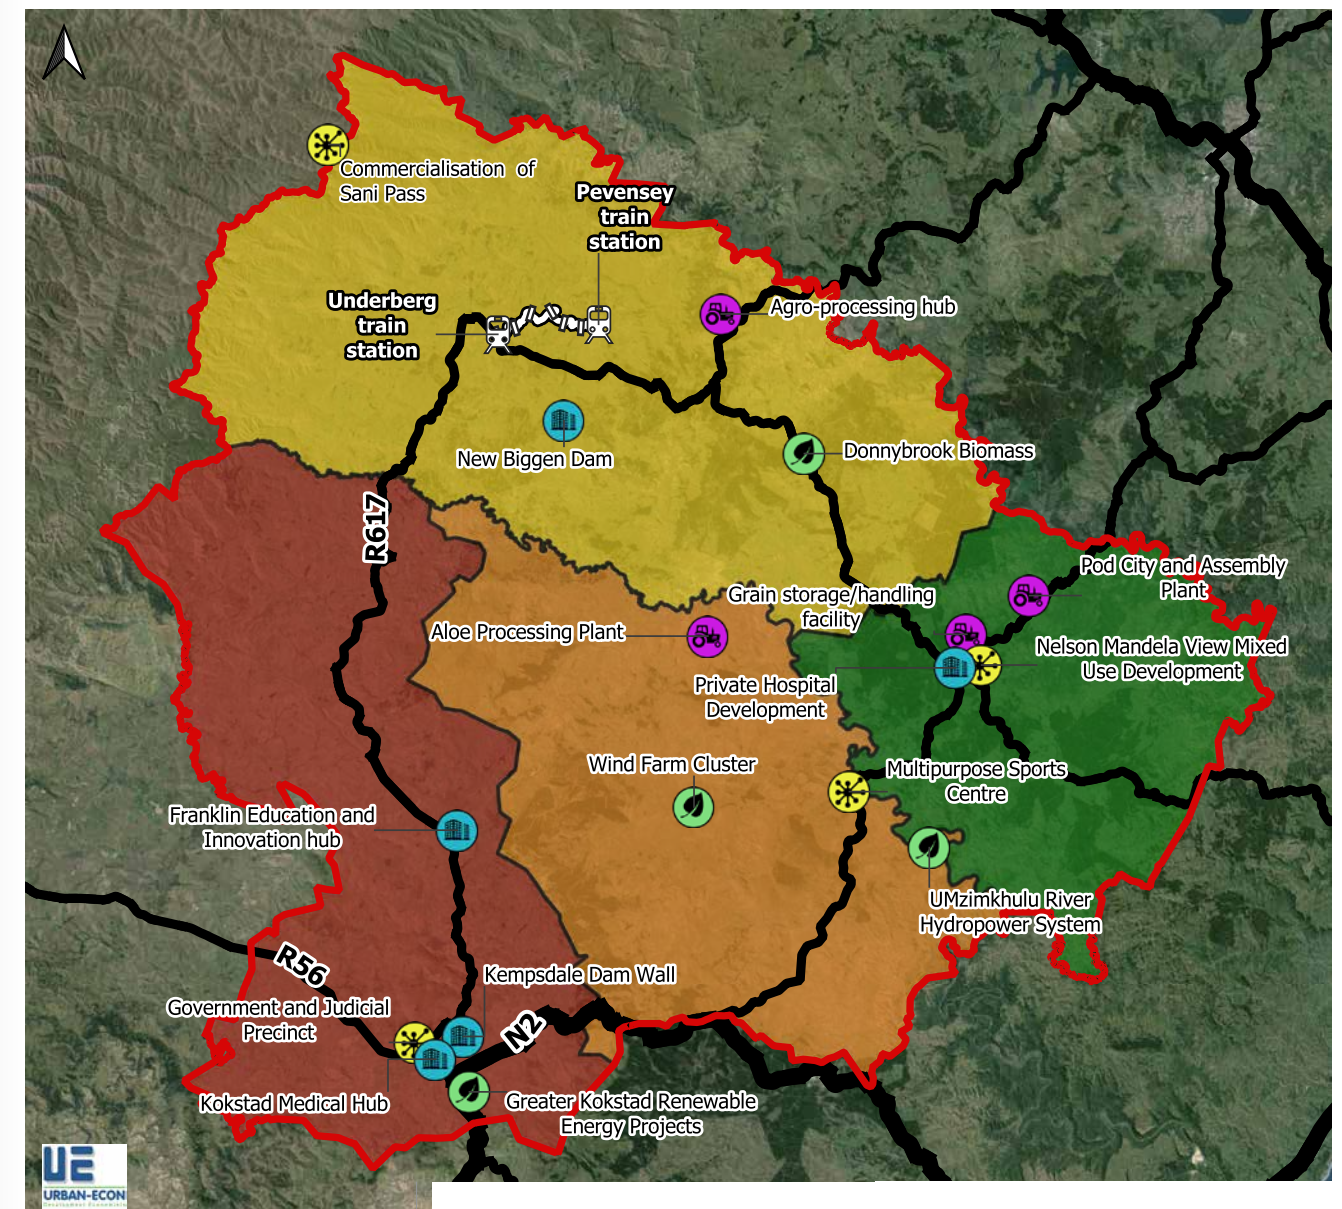 Commercialisation of
Sani Pass
Pevensey
train
station
Underberg
train
station
Agro-processing hub
New Biggen Dam
Donnybrook Biomass
R617
Pod City and Assembly
Plant
Grain storage/handling
facility
Aloe Processing Plant
Nelson Mandela View Mixed
Use Development
Private Hospital
Development
Wind Farm Cluster
Multipurpose Sports
Centre
Franklin Education and
Innovation hub
UMzimkhulu River
Hydropower System
R56
Kempsdale Dam Wall
Government and Judicial
Precinct
N2
Kokstad Medical Hub
Greater Kokstad Renewable
Energy Projects
UE
URBAN-ECON
Development Economists